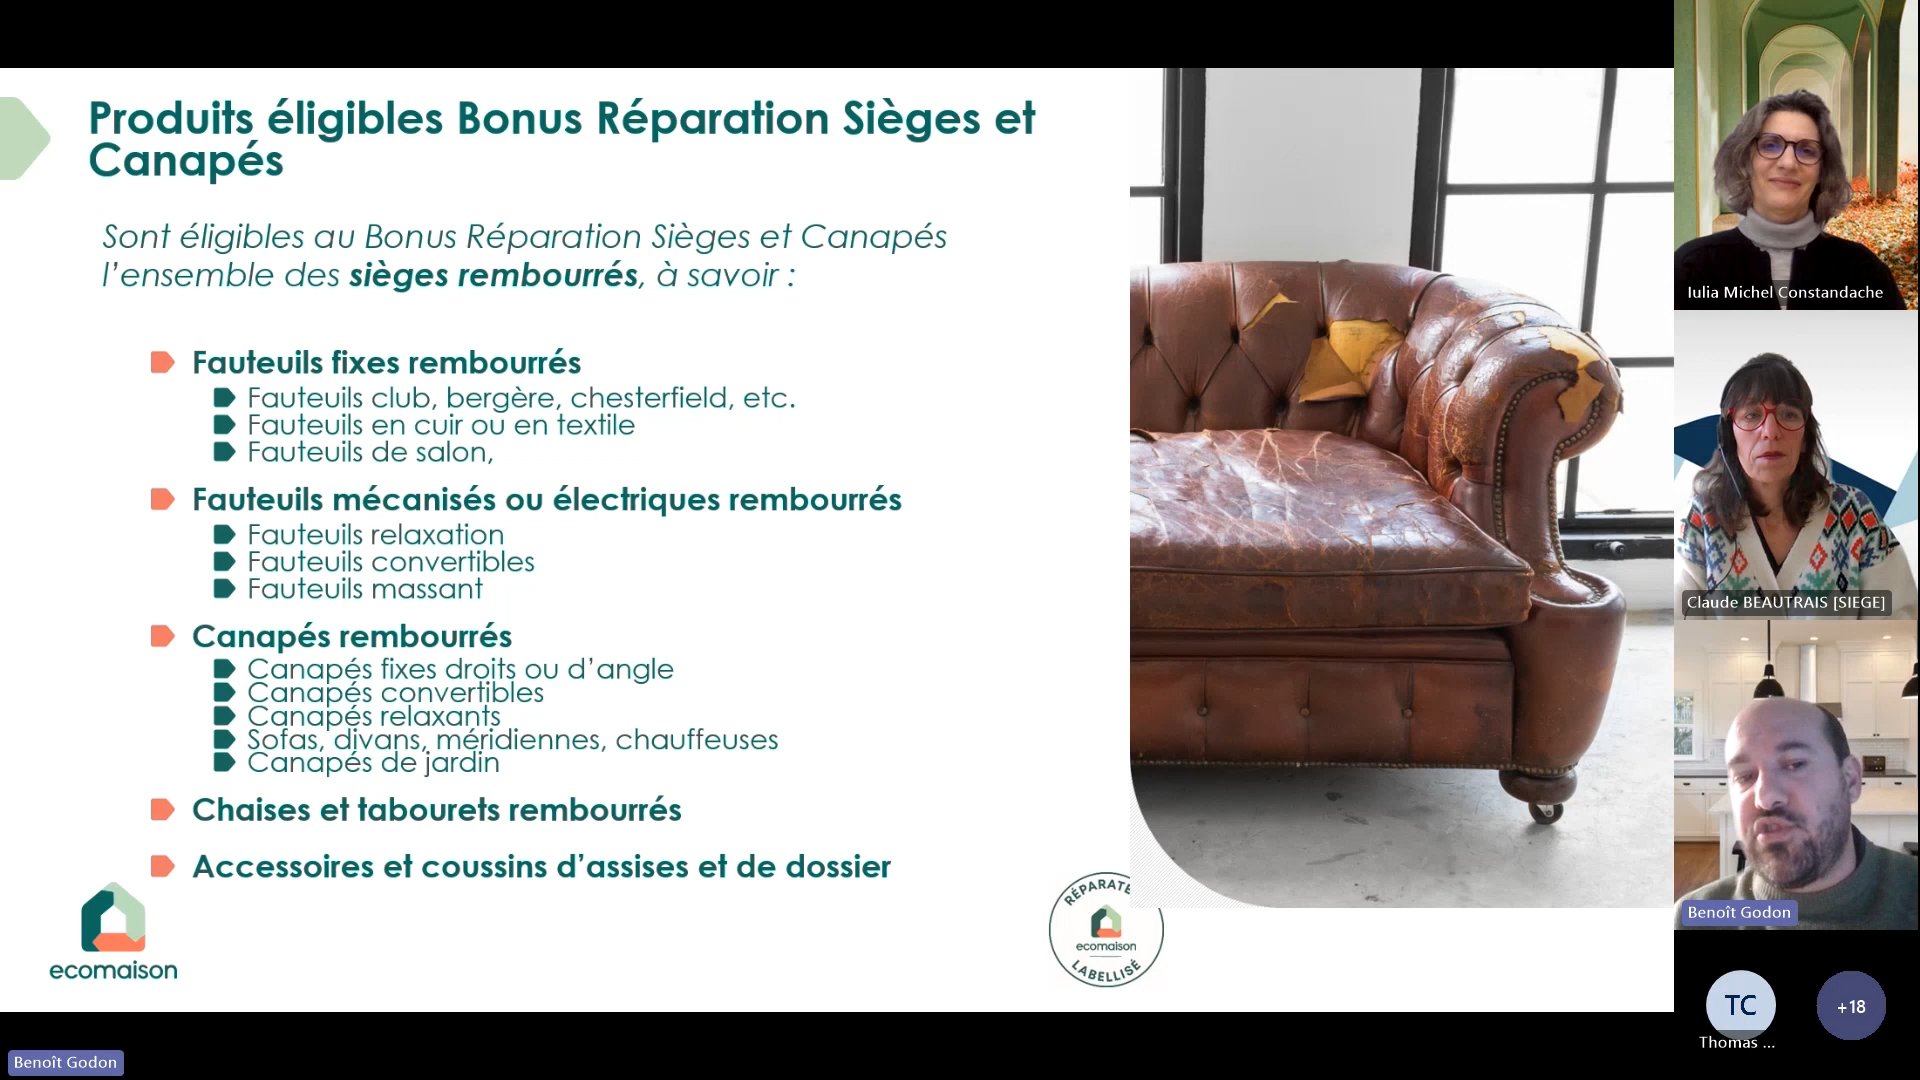 Produits éligibles Bonus Réparation Sièges et
Canapés
Sont éligibles au Bonus Réparation Sièges et Canapés
l’ensemble des sièges rembourrés, à savoir :
Fauteuils fixes rembourrés
Fauteuils club, bergère, chesterfield, etc.
Fauteuils en cuir ou en textile
Fauteuils de salon,
Fauteuils mécanisés ou électriques rembourrés
Fauteuils relaxation
Fauteuils convertibles
Fauteuils massant
Canapés rembourrés
Canapés fixes droits ou d’angle
Canapés convertibles
Canapés relaxants
Sofas, divans, méridiennes, chauffeuses
Canapés de jardin
Chaises et tabourets rembourrés
Accessoires et coussins d’assises et de dossier
ecomaison
RÉPARATE
ecomaison
LABELLISÉ
Iulia Michel Constandache
Claude BEAUTRAIS [SIEGE]
Benoît Godon
TC
+18
Thomas ...
Benoît Godon